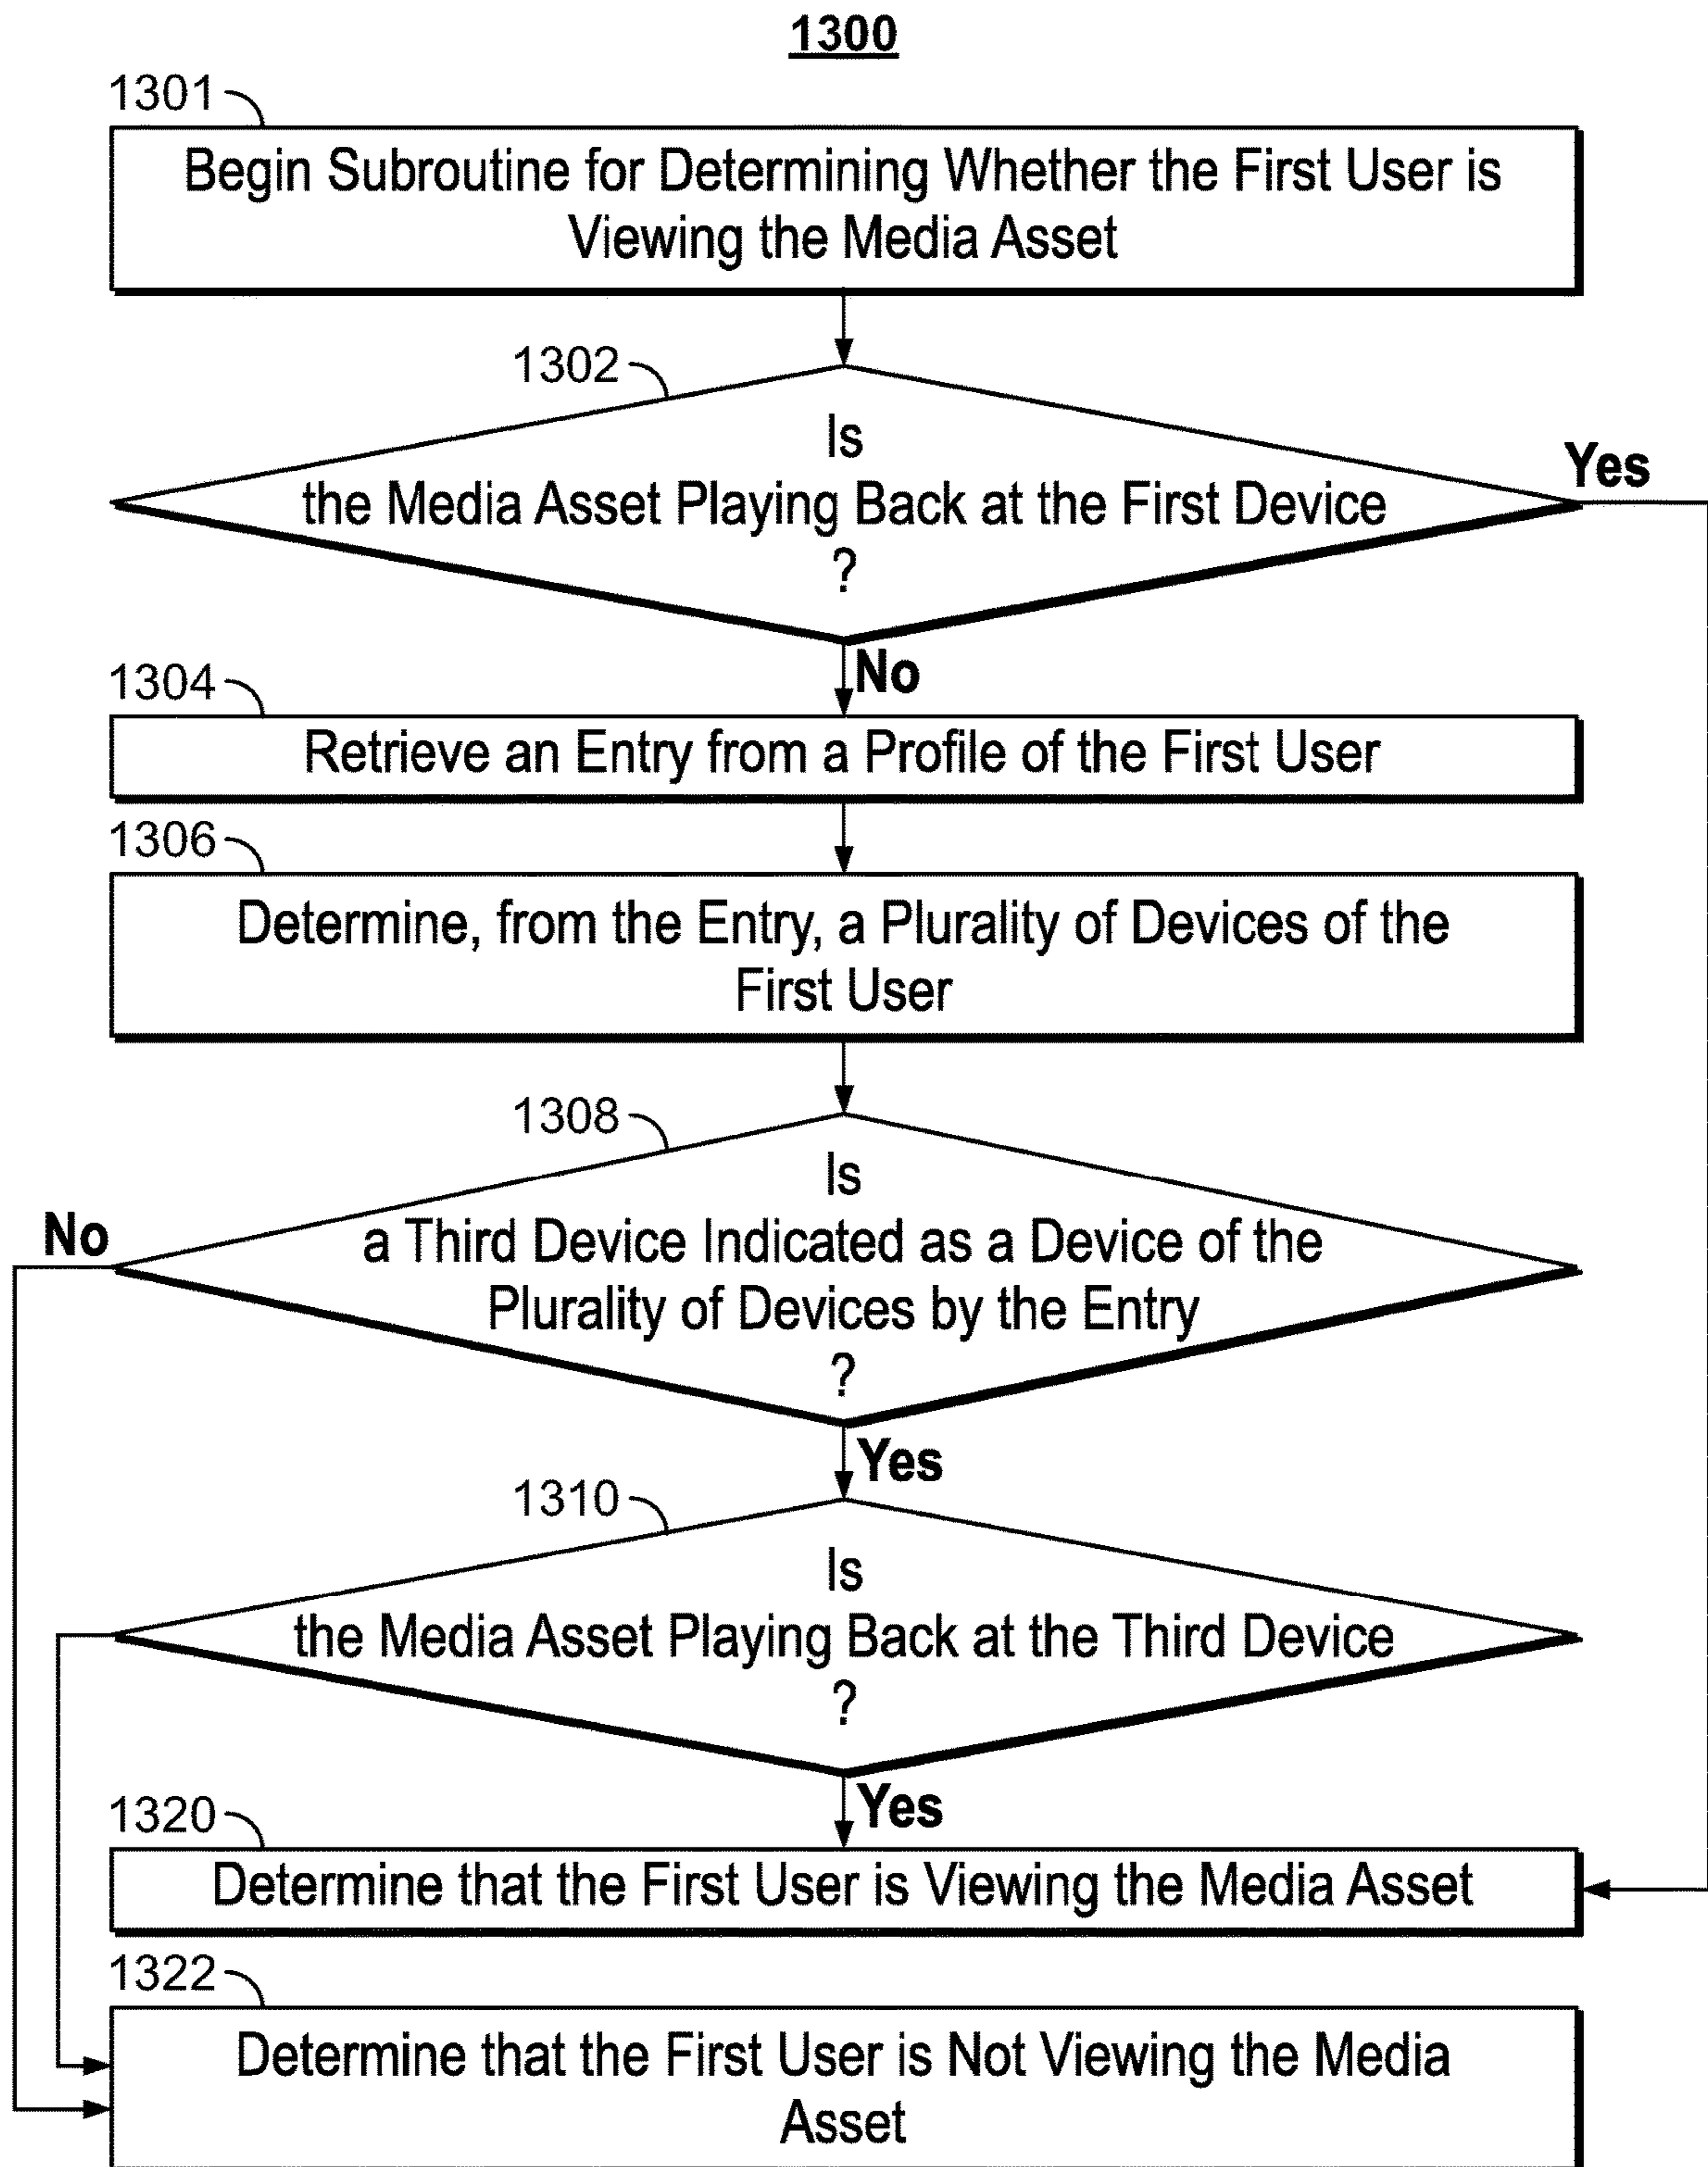 1300
1301
Begin Subroutine for Determining Whether the First User is
Viewing the Media Asset
1302
Is
the Media Asset Playing Back at the First Device
?
Yes
No
1304
Retrieve an Entry from a Profile of the First User
1306
Determine, from the Entry, a Plurality of Devices of the
First User
1308
Is
a Third Device Indicated as a Device of the
Plurality of Devices by the Entry
?
No
Yes
1310
Is
the Media Asset Playing Back at the Third Device
?
Yes
1320
Determine that the First User is Viewing the Media Asset
1322
Determine that the First User is Not Viewing the Media
Asset